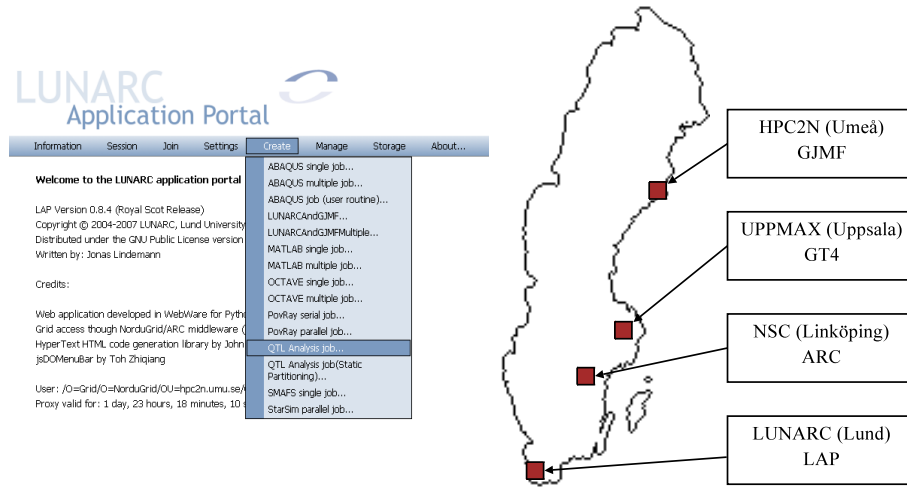 LUNARC
Application Portal
Information Session Join Settings Create Manage Storage About...
Welcome to the LUNARC application portal
LAP Version 0.8.4 (Royal Scot Release)
Copyright © 2004-2007 LUNARC, Lund University
Distributed under the GNU Public License version
Written by: Jonas Lindemann
Credits:
Web application developed in WebWare for
Grid access though NorduGrid/ARC middleware (
HyperText HTML code generation library by John
jsDOMenuBar by Toh Zhiqiang
User: /O=Grid/O=NorduGrid/OU=hpc2n.umu.se/
Proxy valid for: 1 day, 23 hours, 18 minutes, 10
ABAQUS single job...
ABAQUS multiple job...
ABAQUS job (user routine)...
LUNARCAndGJMF...
LUNARCAndGJMFMultiple...
MATLAB single job...
MATLAB multiple job...
OCTAVE single job...
OCTAVE multiple job...
PovRay serial job...
PovRay parallel job...
QTL Analysis job...
QTL Analysis job(Static
Partitioning)...
SMAFS single job...
StarSim parallel job...
HPC2N (Umeå)
GJMF
UPPMAX (Uppsala)
GT4
NSC (Linköping)
ARC
LUNARC (Lund)
LAP